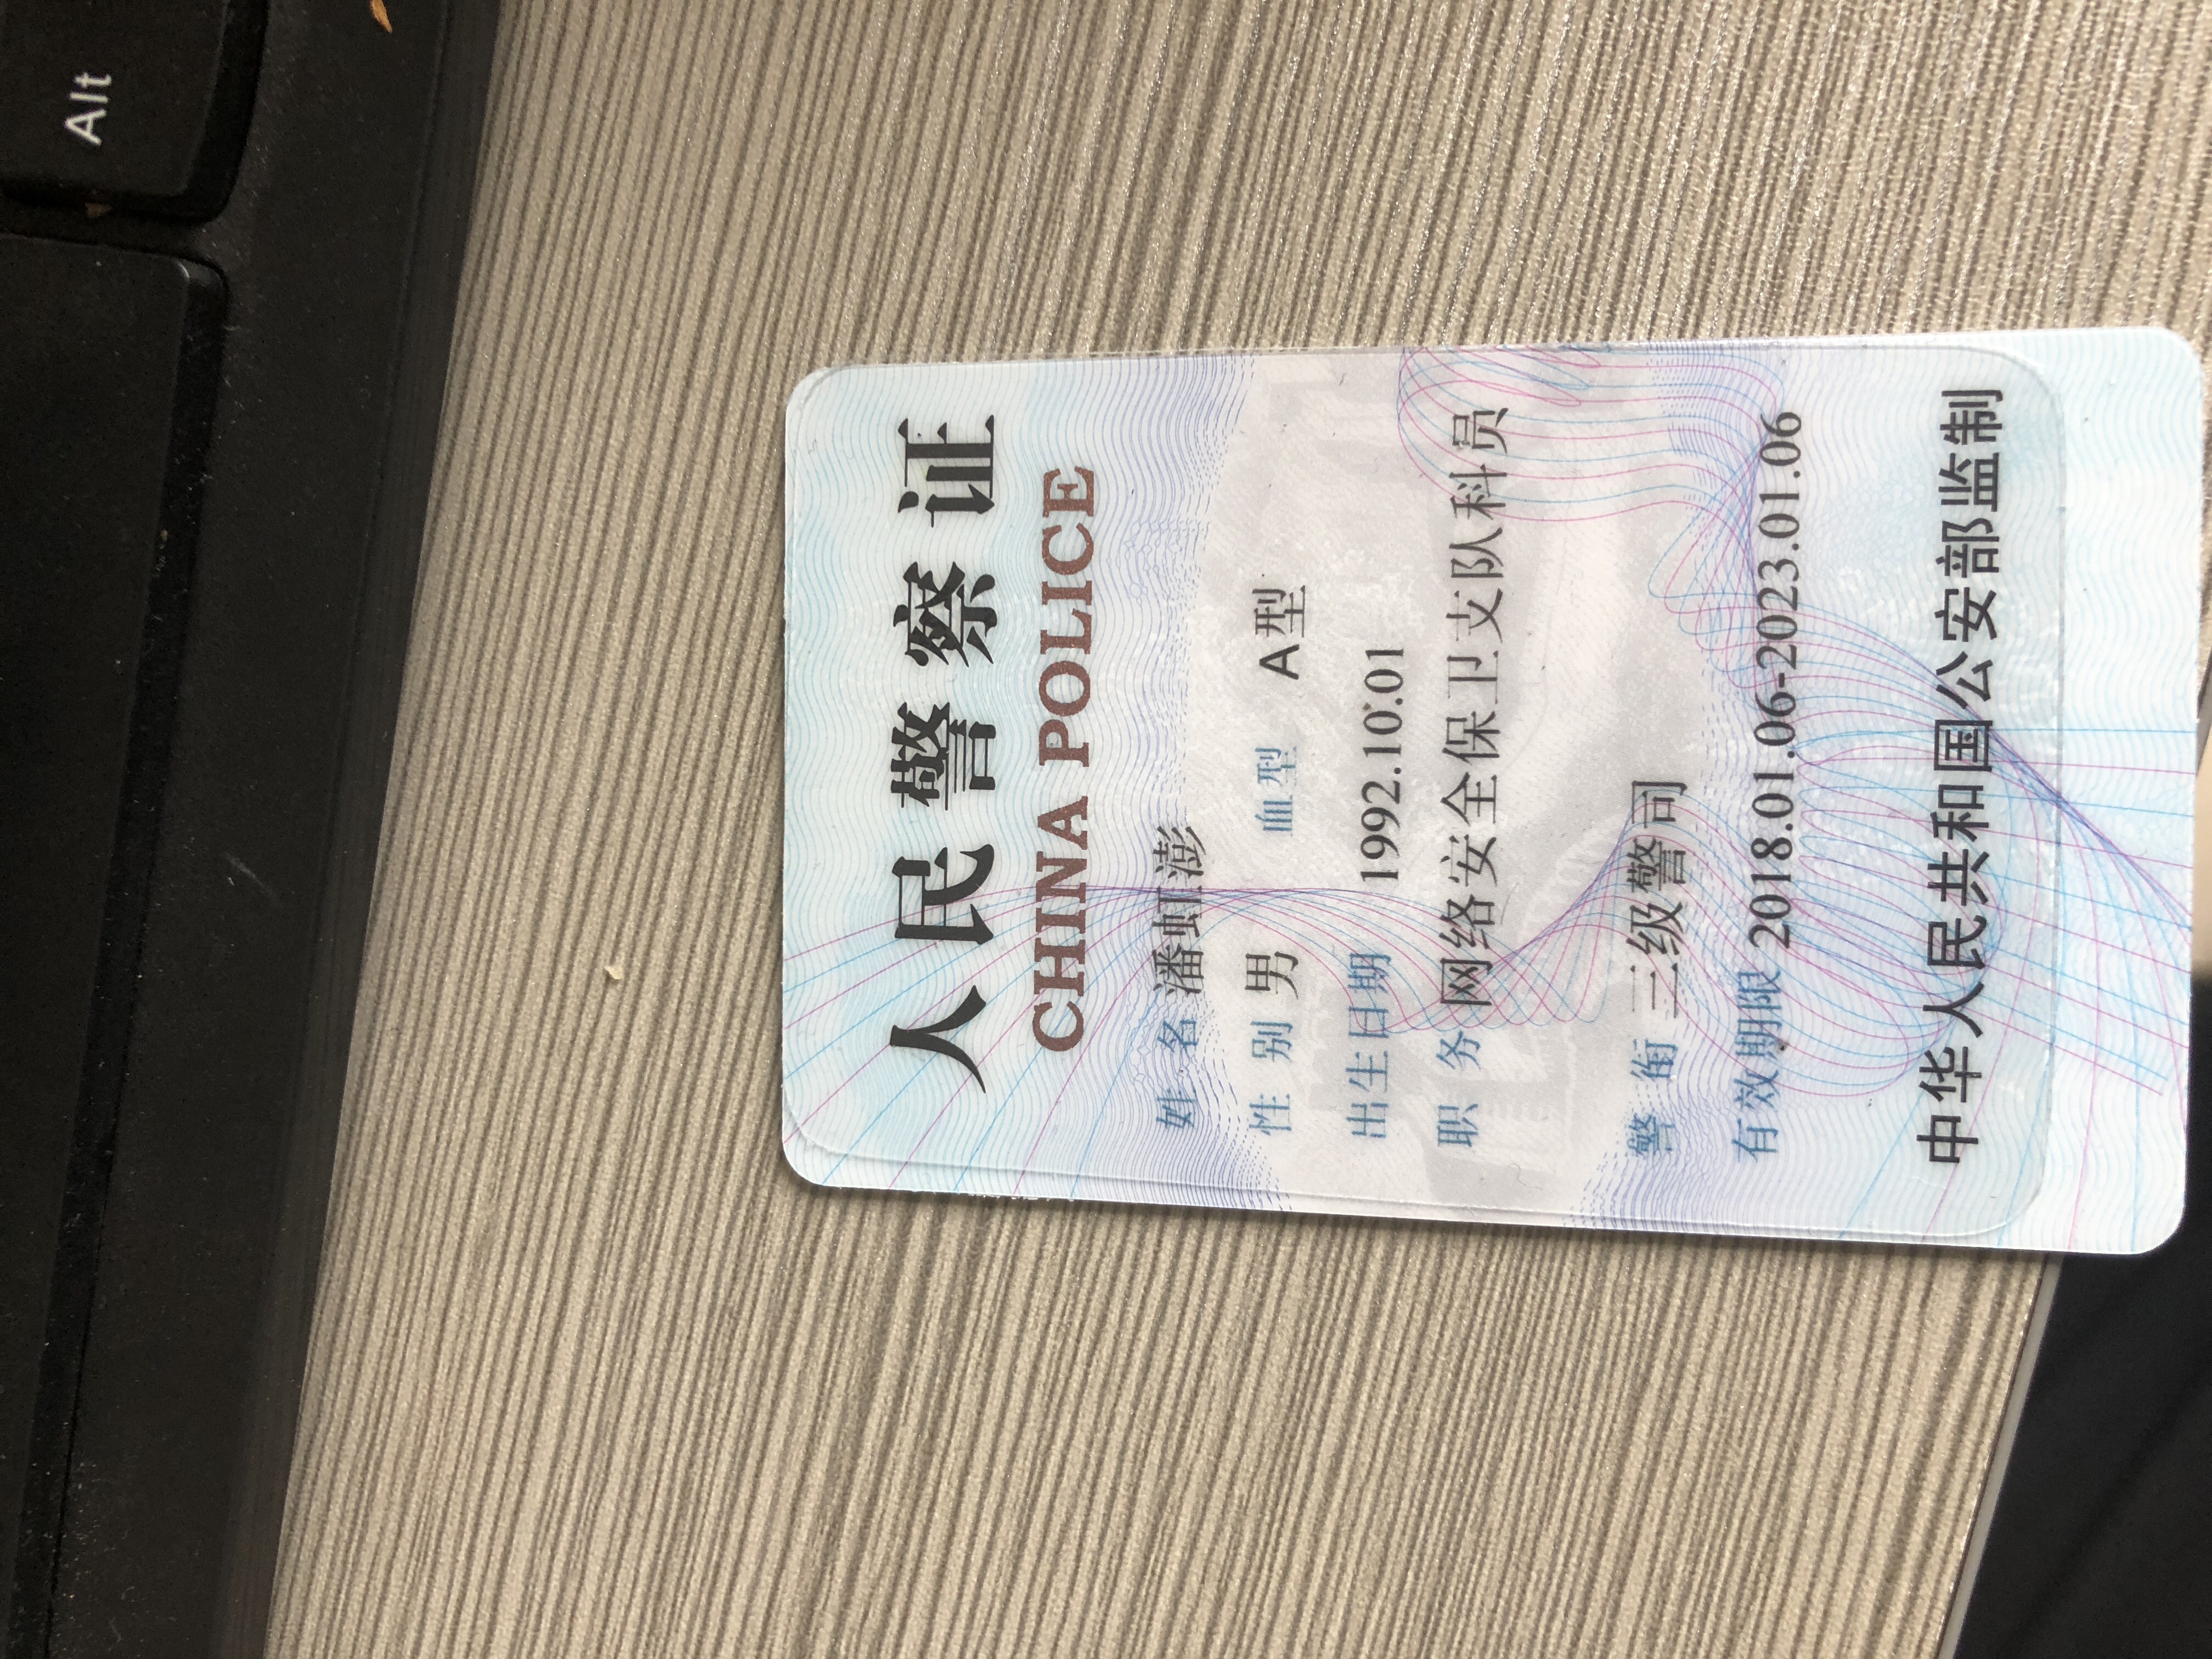 Alt
人民警察证
CHINA POLICE
姓 名 潘虹澎
性 别 男 血型 A型
出生日期 1992.10.01
职 务 网络安全保卫支队科员
警 衔 三级警司
有效期限 2018.01.06-2023.01.06
中华人民共和国公安部监制